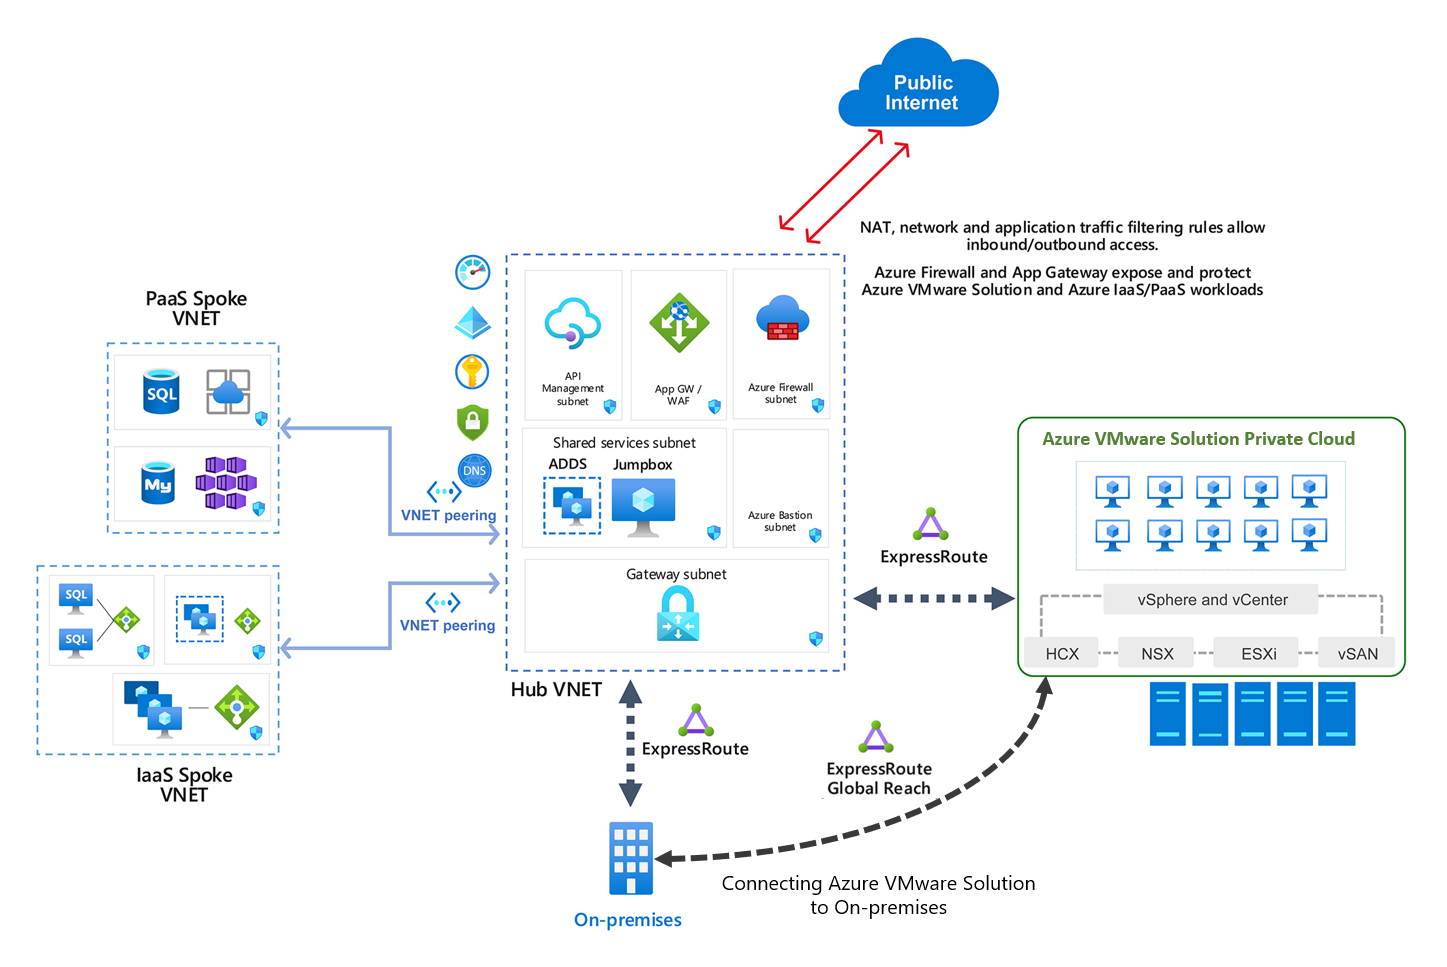 Public
Internet
NAT, network and application traffic filtering rules allow
inbound/outbound access.
Azure Firewall and App Gateway expose and protect
Azure VMware Solution and Azure IaaS/PaaS workloads
PaaS Spoke
VNET
SQL
My
VNET peering
DNS
API
Management
subnet
App GW /
WAF
Azure Firewall
subnet
Shared services subnet
ADDS
Jumpbox
Azure Bastion
subnet
Gateway subnet
Hub VNET
SQL
SQL
VNET peering
IaaS Spoke
VNET
ExpressRoute
Azure VMware Solution Private Cloud
vSphere and vCenter
HCX
NSX
ESXi
vSAN
ExpressRoute
ExpressRoute
Global Reach
Connecting Azure VMware Solution
to On-premises
On-premises